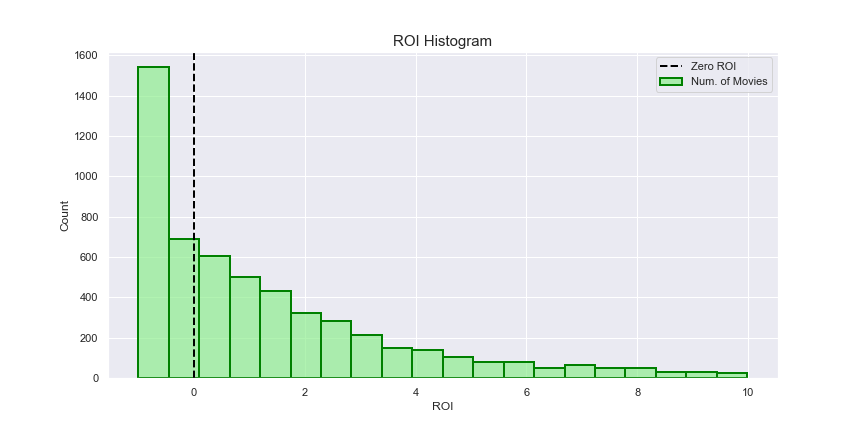 ROI Histogram
Zero ROI
Num. of Movies
1600
1400
1200
1000
800
600
400
200
0
Count
0 2 4 6 8 10
ROI